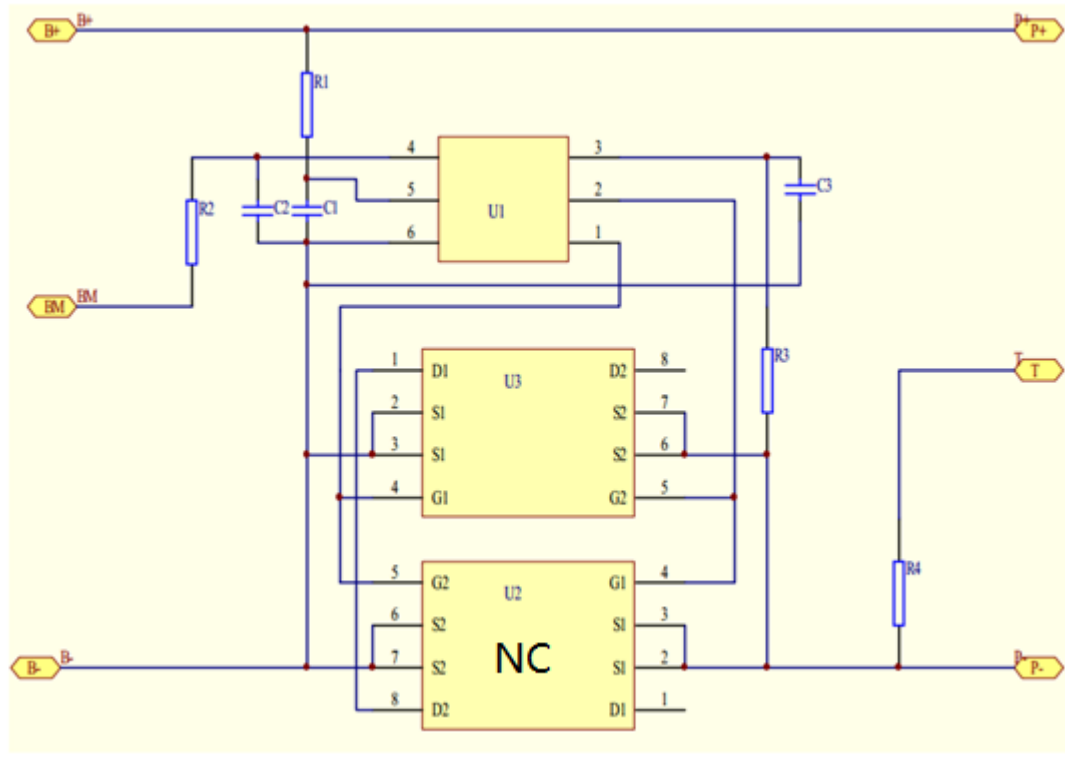 B+ B+ P+ P+
R1
4 3
C3
5 2
R2 C2 C1 U1
6 1
BM BM
R3
1 D1 U3 D2 8
T T
2 S1 S2 7
3 S1 S2 6
4 G1 G2 5
R4
5 G2 U2 G1 4
6 S2 S1 3
NC
B- B- 7 S2 S1 2 P- P-
8 D2 D1 1